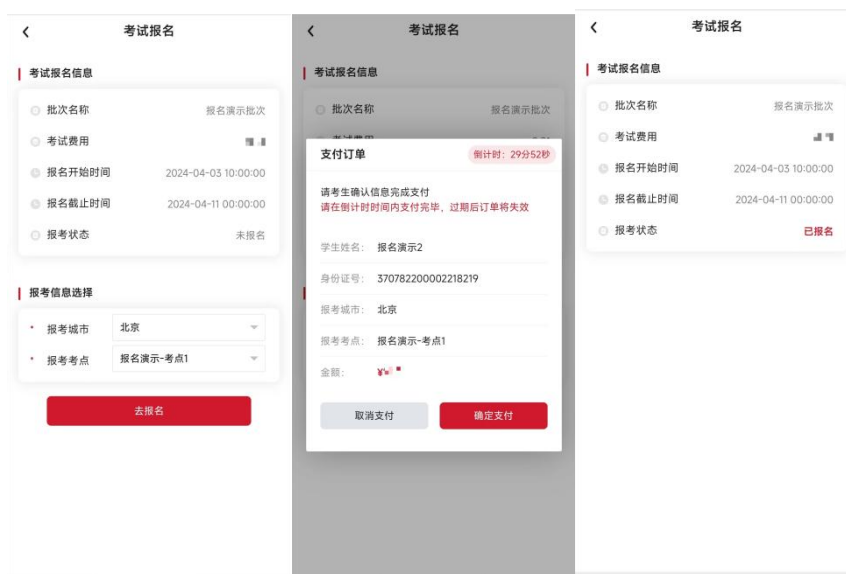 考试报名
考试报名信息
批次名称 报名演示批次
考试费用
报名开始时间 2024-04-03 10:00:00
报名截止时间 2024-04-11 00:00:00
报考状态 未报名
报考信息选择
* 报考城市 北京
* 报考考点 报名演示-考点1
去报名
考试报名
考试报名信息
批次名称 报名演示批次
支付订单 倒计时:29分52秒
请考生确认信息完成支付
请在倒计时时间内支付完毕,过期后订单将失效
学生姓名: 报名演示2
身份证号: 370782200002218219
报考城市: 北京
报考考点: 报名演示-考点1
金额: ¥
取消支付 确定支付
考试报名
考试报名信息
批次名称 报名演示批次
考试费用
报名开始时间 2024-04-03 10:00:00
报名截止时间 2024-04-11 00:00:00
报考状态 已报名